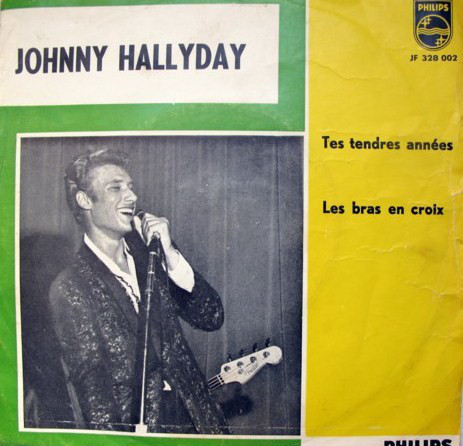 JOHNNY HALLYDAY
PHILIPS
JF 328 002
Tes tendres années
Les bras en croix
PHILIPS